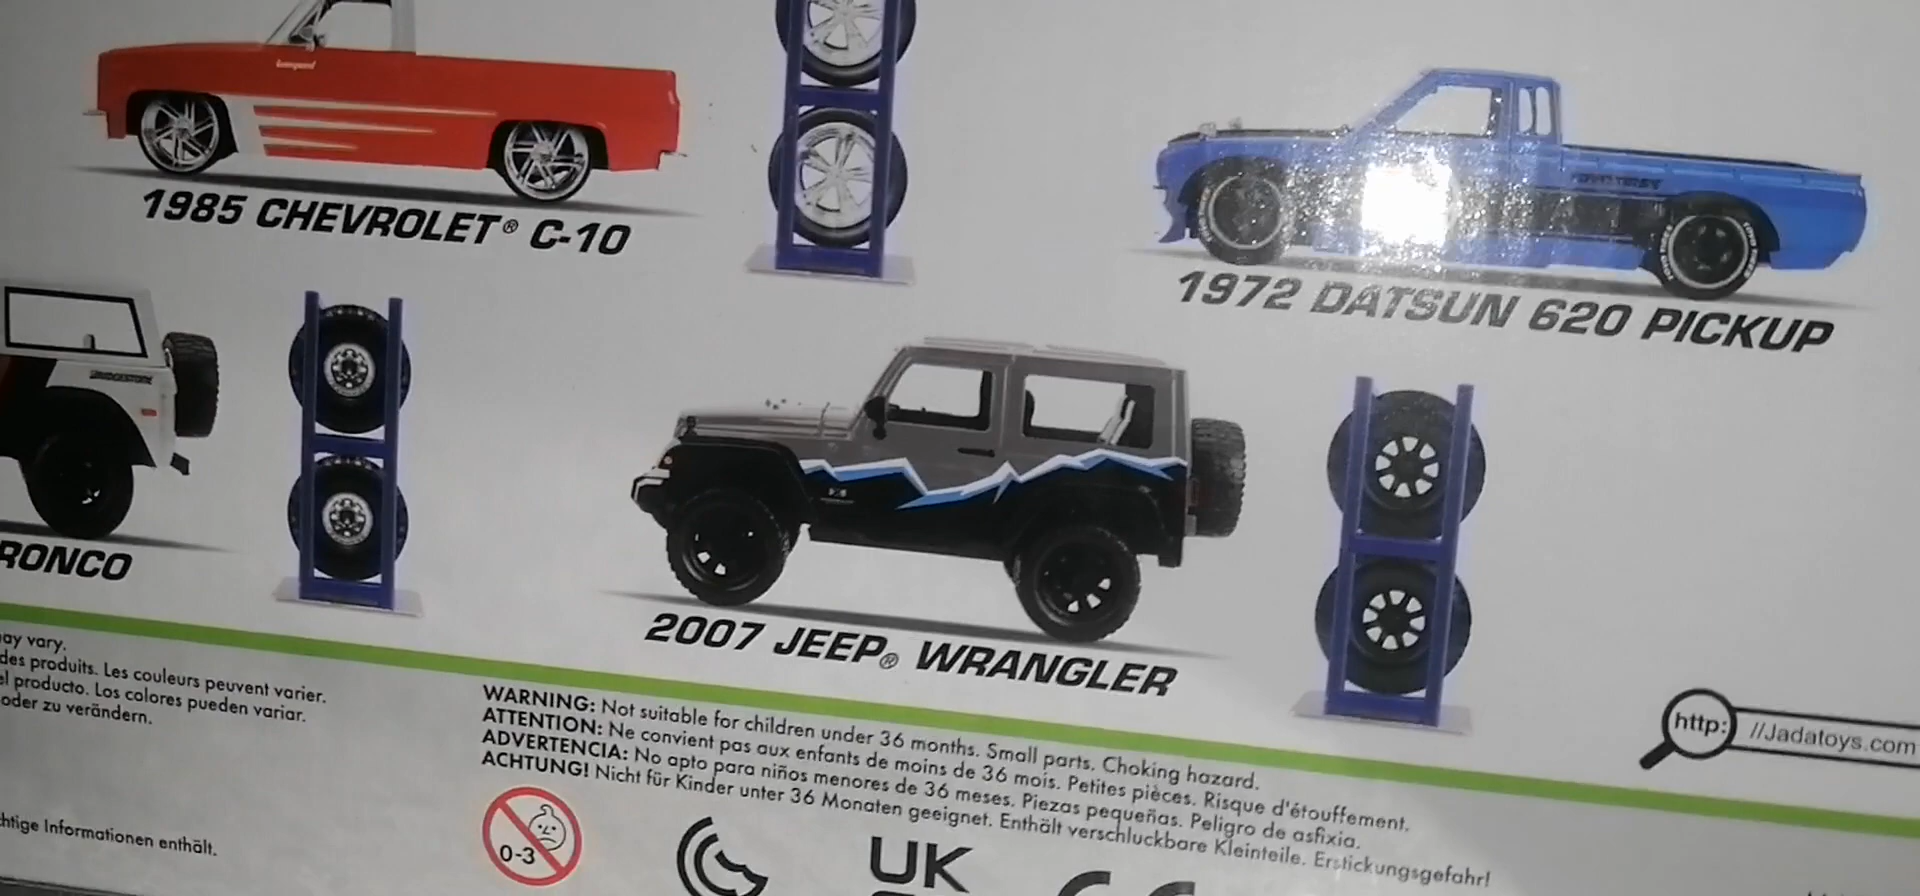 1985 CHEVROLET® C-10
1972 DATSUN 620 PICKUP
BRIDGESTONE
RONCO
2007 JEEP® WRANGLER
http: //Jadatoys.com
ay vary.
des produits. Les couleurs peuvent varier.
el producto. Los colores pueden variar.
oder zu verändern.
htige Informationen enthält.
WARNING: Not suitable for children under 36 months. Small parts. Choking hazard.
ATTENTION: Ne convient pas aux enfants de moins de 36 mois. Petites pièces. Risque d'étouffement.
ADVERTENCIA: No apto para niños menores de 36 meses. Piezas pequeñas. Peligro de asfixia.
ACHTUNG! Nicht für Kinder unter 36 Monaten geeignet. Enthält verschluckbare Kleinteile. Erstickungsgefahr!
0-3
UK